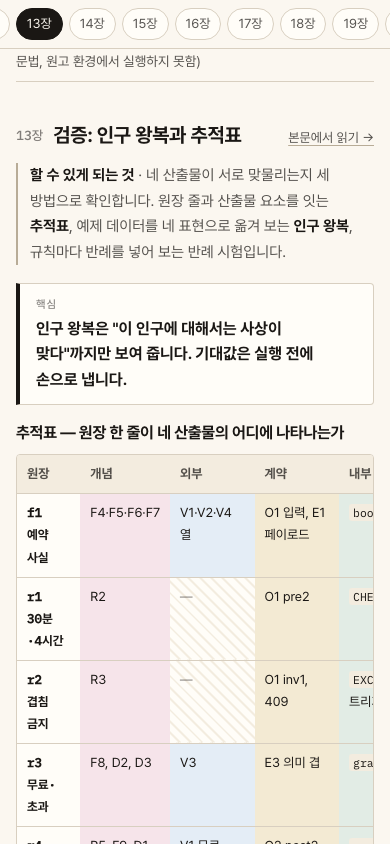 13장 14장 15장 16장 17장 18장 19장
문법, 원고 환경에서 실행하지 못함)
13장 검증: 인구 왕복과 추적표 본문에서 읽기 →
할 수 있게 되는 것 · 네 산출물이 서로 맞물리는지 세
방법으로 확인합니다. 원장 줄과 산출물 요소를 잇는
추적표, 예제 데이터를 네 표현으로 옮겨 보는 인구 왕복,
규칙마다 반례를 넣어 보는 반례 시험입니다.
핵심
인구 왕복은 "이 인구에 대해서는 사상이
맞다"까지만 보여 줍니다. 기대값은 실행 전에
손으로 냅니다.
추적표 — 원장 한 줄이 네 산출물의 어디에 나타나는가
원장 개념 외부 계약 내부
f1 F4·F5·F6·F7 V1·V2·V4 O1 입력, E1 boo
예약 열 페이로드
사실
r1 R2 — O1 pre2 CHE
30분
·4시간
r2 R3 — O1 inv1, EXC
겹침 409 트리
금지
r3 F8, D2, D3 V3 E3 의미 겹 gra
무료·
초과